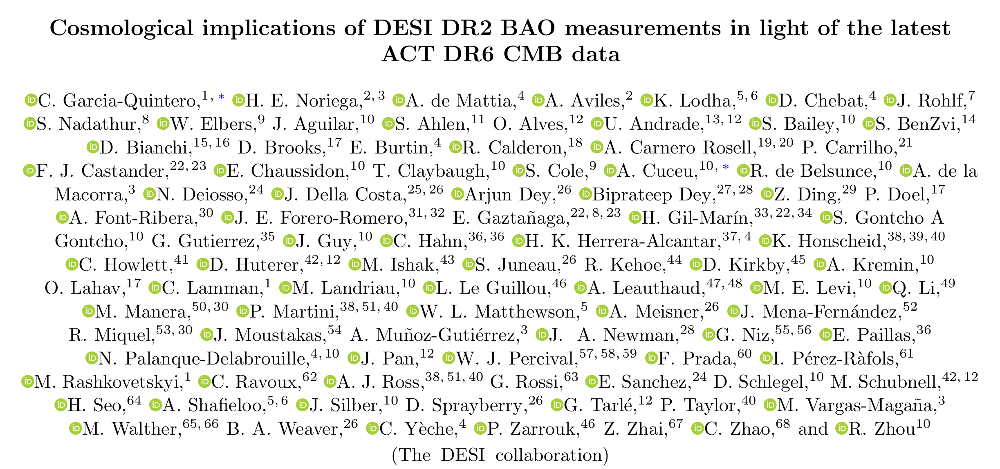 Cosmological implications of DESI DR2 BAO measurements in light of the latest
ACT DR6 CMB data
C. Garcia-Quintero,1, * H. E. Noriega,2, 3 A. de Mattia,4 A. Aviles,2 K. Lodha,5, 6 D. Chebat,4 J. Rohlf,7
S. Nadathur,8 W. Elbers,9 J. Aguilar,10 S. Ahlen,11 O. Alves,12 U. Andrade,13, 12 S. Bailey,10 S. BenZvi,14
D. Bianchi,15, 16 D. Brooks,17 E. Burtin,4 R. Calderon,18 A. Carnero Rosell,19, 20 P. Carrilho,21
F. J. Castander,22, 23 E. Chaussidon,10 T. Claybaugh,10 S. Cole,9 A. Cuceu,10, * R. de Belsunce,10 A. de la
Macorra,3 N. Deiosso,24 J. Della Costa,25, 26 Arjun Dey,26 Biprateep Dey,27, 28 Z. Ding,29 P. Doel,17
A. Font-Ribera,30 J. E. Forero-Romero,31, 32 E. Gaztañaga,22, 8, 23 H. Gil-Marín,33, 22, 34 S. Gontcho A
Gontcho,10 G. Gutierrez,35 J. Guy,10 C. Hahn,36, 36 H. K. Herrera-Alcantar,37, 4 K. Honscheid,38, 39, 40
C. Howlett,41 D. Huterer,42, 12 M. Ishak,43 S. Juneau,26 R. Kehoe,44 D. Kirkby,45 A. Kremin,10
O. Lahav,17 C. Lamman,1 M. Landriau,10 L. Le Guillou,46 A. Leauthaud,47, 48 M. E. Levi,10 Q. Li,49
M. Manera,50, 30 P. Martini,38, 51, 40 W. L. Matthewson,5 A. Meisner,26 J. Mena-Fernández,52
R. Miquel,53, 30 J. Moustakas,54 A. Muñoz-Gutiérrez,3 J. A. Newman,28 G. Niz,55, 56 E. Paillas,36
N. Palanque-Delabrouille,4, 10 J. Pan,12 W. J. Percival,57, 58, 59 F. Prada,60 I. Pérez-Ràfols,61
M. Rashkovetskyi,1 C. Ravoux,62 A. J. Ross,38, 51, 40 G. Rossi,63 E. Sanchez,24 D. Schlegel,10 M. Schubnell,42, 12
H. Seo,64 A. Shafieloo,5, 6 J. Silber,10 D. Sprayberry,26 G. Tarlé,12 P. Taylor,40 M. Vargas-Magaña,3
M. Walther,65, 66 B. A. Weaver,26 C. Yèche,4 P. Zarrouk,46 Z. Zhai,67 C. Zhao,68 and R. Zhou10
(The DESI collaboration)